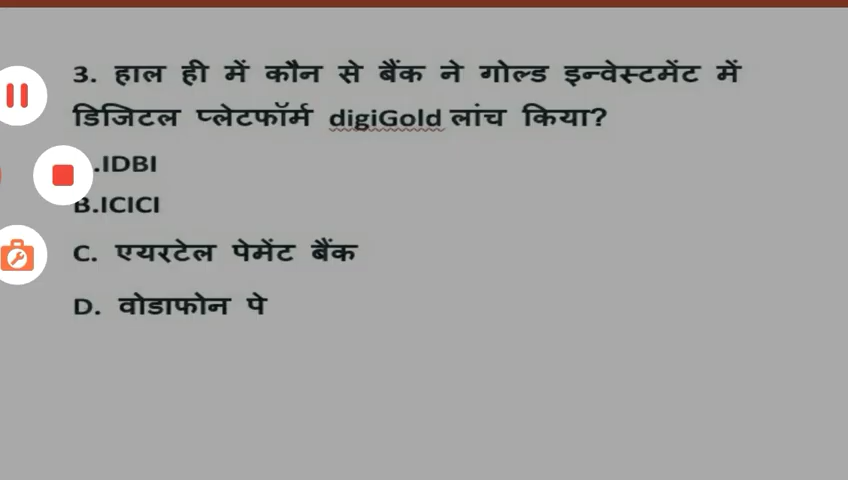 3. हाल ही में कौन से बैंक ने गोल्ड इन्वेस्टमेंट में
डिजिटल प्लेटफॉर्म digiGold लांच किया?
.IDBI
B.ICICI
C. एयरटेल पेमेंट बैंक
D. वोडाफोन पे